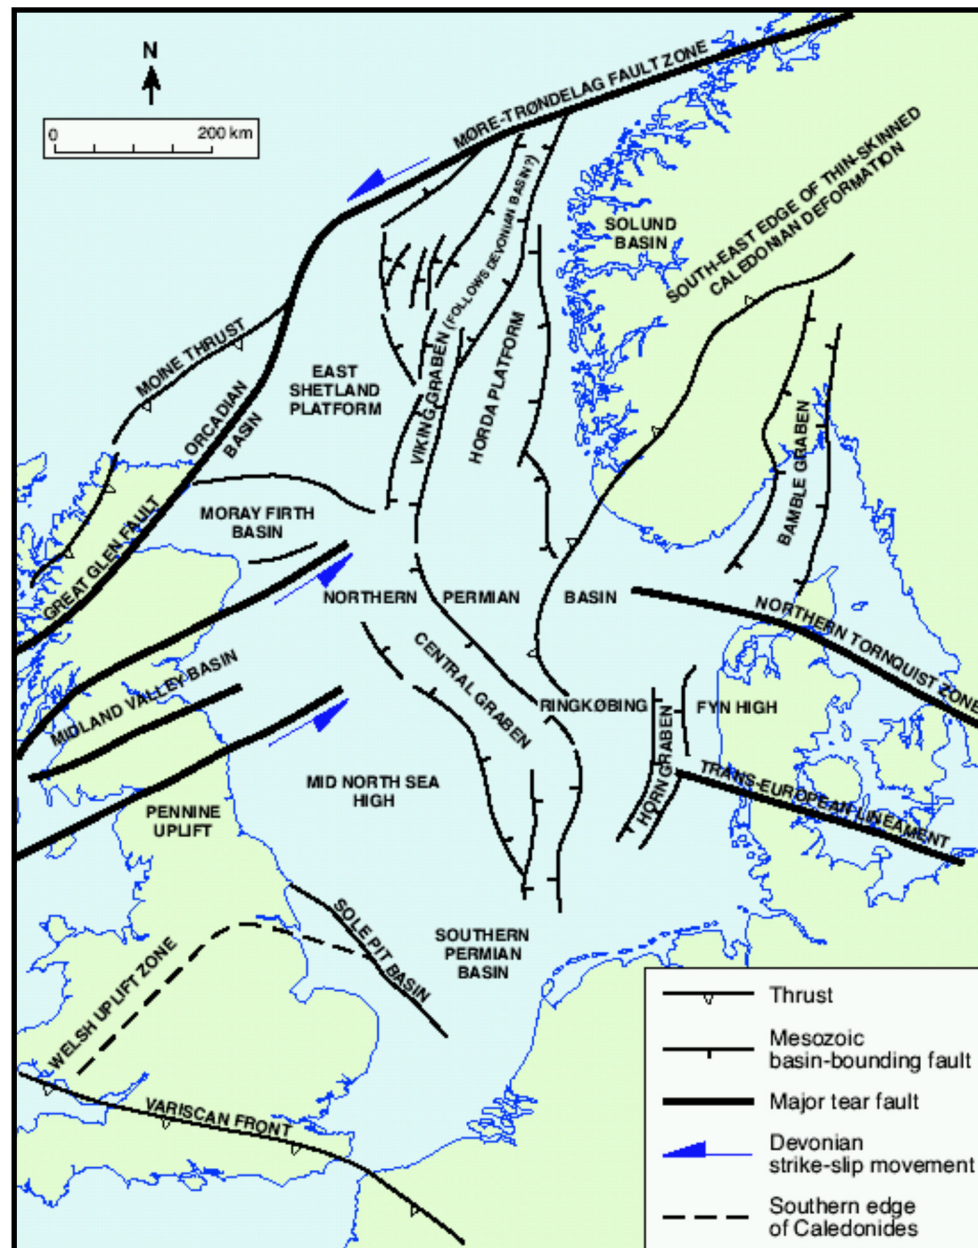 N
0 200 km
MØRE-TRØNDELAG FAULT ZONE
SOLUND
BASIN
SOUTH-EAST EDGE OF THIN-SKINNED
CALEDONIAN DEFORMATION
VIKING GRABEN (FOLLOWS DEVONIAN BASIN?)
HORDA PLATFORM
MOINE THRUST
EAST
SHETLAND
PLATFORM
ORCADIAN
BASIN
BAMBLE GRABEN
MORAY FIRTH
BASIN
GREAT GLEN FAULT
NORTHERN PERMIAN BASIN
NORTHERN TORNQUIST ZONE
MIDLAND VALLEY BASIN
CENTRAL GRABEN
RINGKØBING FYN HIGH
HORN GRABEN
MID NORTH SEA
HIGH
TRANS-EUROPEAN LINEAMENT
PENNINE
UPLIFT
SOLE PIT BASIN
SOUTHERN
PERMIAN
BASIN
WELSH UPLIFT ZONE
VARISCAN FRONT
Thrust
Mesozoic
basin-bounding fault
Major tear fault
Devonian
strike-slip movement
Southern edge
of Caledonides